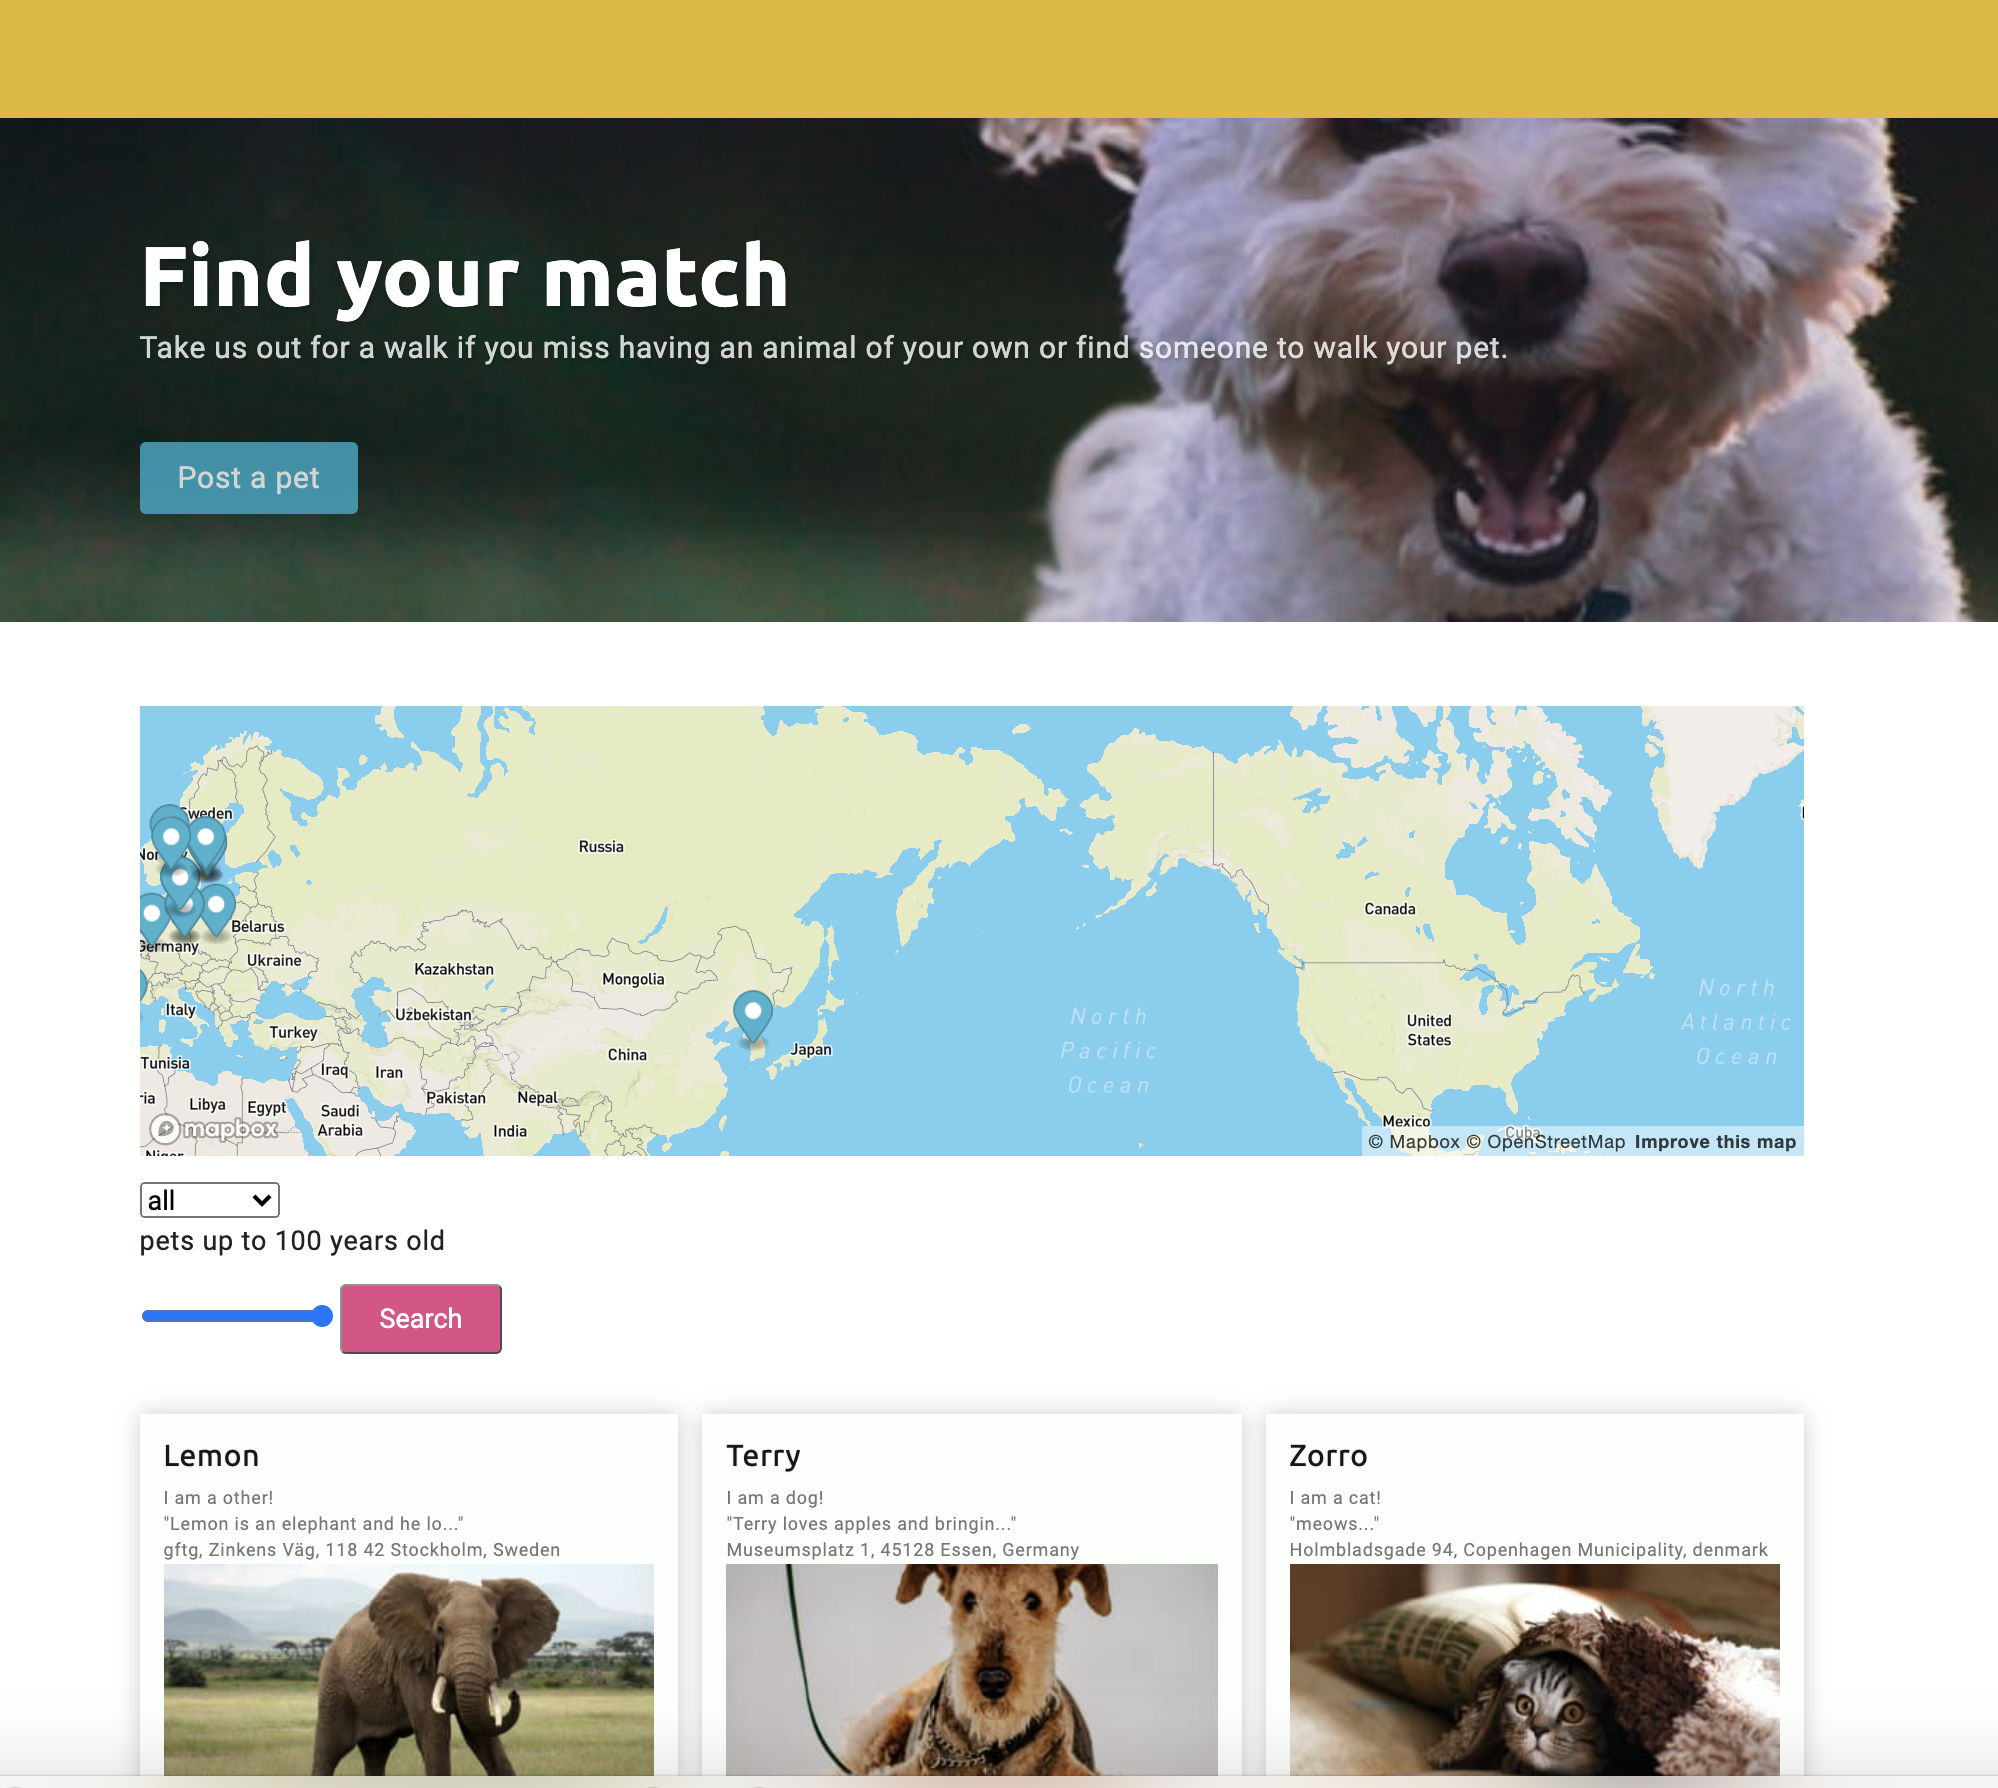 Find your match
Take us out for a walk if you miss having an animal of your own or find someone to walk your pet.
Post a pet
Sweden
Russia
Canada
Belarus
Germany
Ukraine
Kazakhstan
Mongolia
Italy
Uzbekistan
Turkey
United
States
North
Pacific
Ocean
North
Atlantic
Ocean
China
Japan
Tunisia
Iraq
Iran
Pakistan
Nepal
Libya
Egypt
Saudi
Arabia
India
Mexico
Cuba
mapbox
© Mapbox © OpenStreetMap Improve this map
all
pets up to 100 years old
Search
Lemon
I am a other!
"Lemon is an elephant and he lo..."
gftg, Zinkens Väg, 118 42 Stockholm, Sweden
Terry
I am a dog!
"Terry loves apples and bringin..."
Museumsplatz 1, 45128 Essen, Germany
Zorro
I am a cat!
"meows..."
Holmbladsgade 94, Copenhagen Municipality, denmark